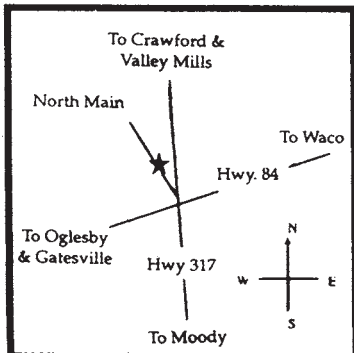 To Crawford &
Valley Mills
North Main
To Waco
Hwy. 84
To Oglesby
& Gatesville
Hwy 317
N
W E
S
To Moody